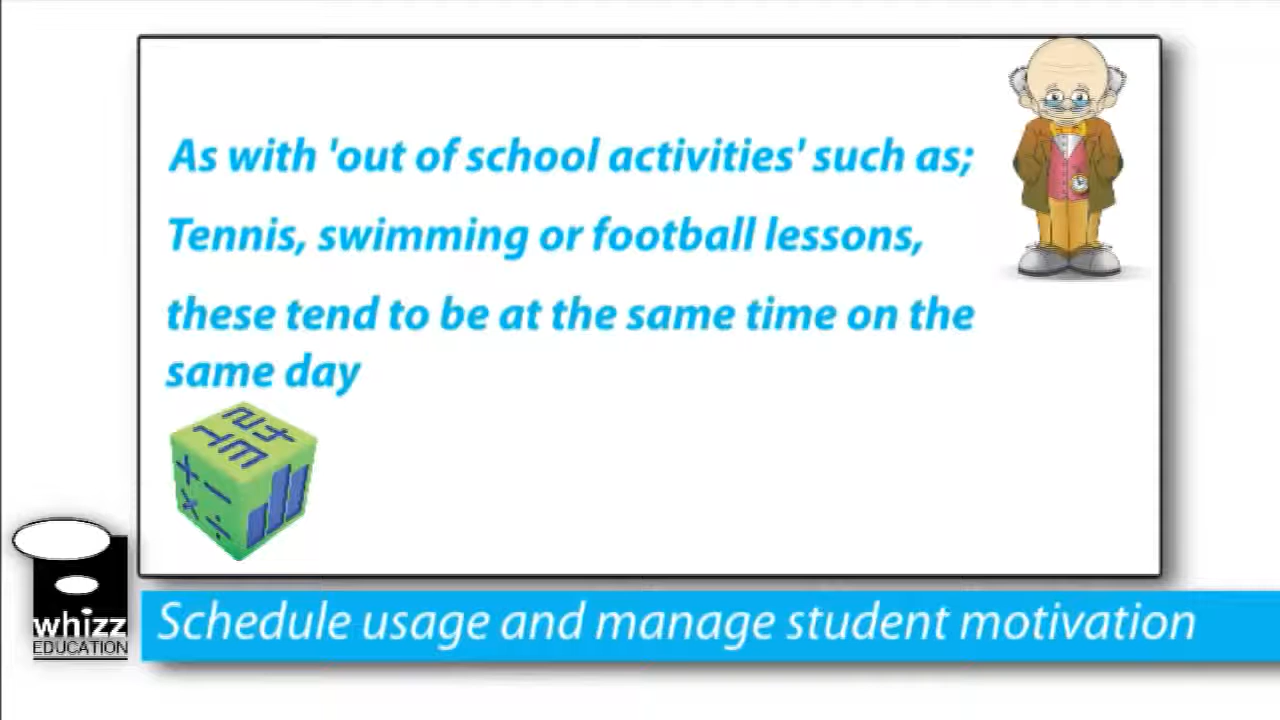 As with 'out of school activities' such as;
Tennis, swimming or football lessons,
these tend to be at the same time on the
same day
whizz
EDUCATION
Schedule usage and manage student motivation